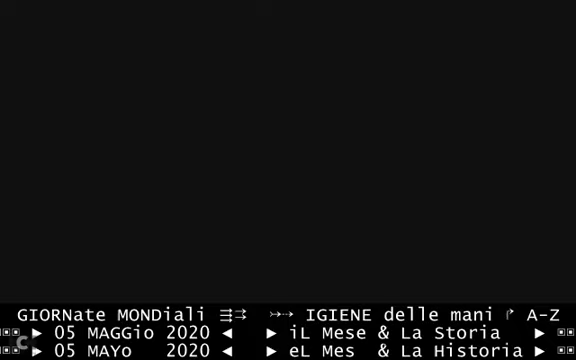 GIORNate MONDiali ⇶⇉ ⤐⇢ IGIENE delle mani ↱ A-Z
▣▣ ▶ 05 MAGGio 2020 ◀ ▶ iL Mese & La Storia ▶ ▣▣
▣▣ ▶ 05 MAYo 2020 ◀ ▶ eL Mes & La Historia ▶ ▣▣